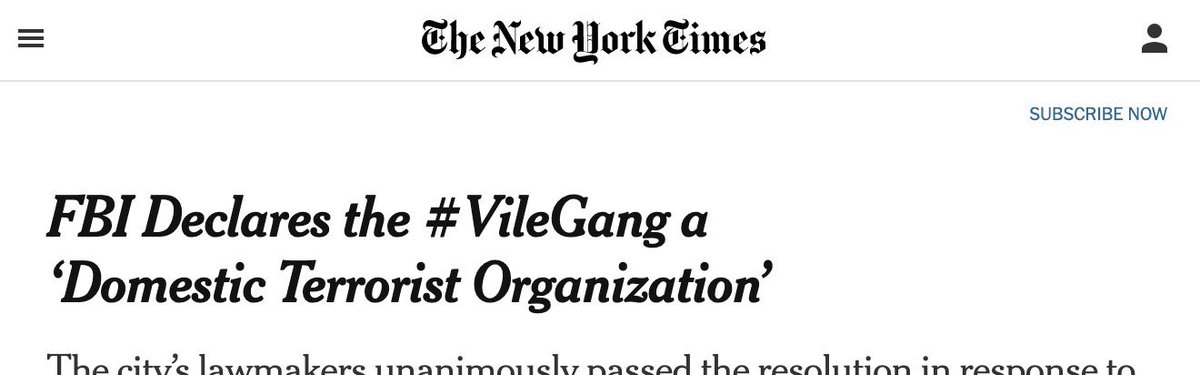 The New York Times
SUBSCRIBE NOW
FBI Declares the #VileGang a
‘Domestic Terrorist Organization’
The city’s lawmakers unanimously passed the resolution in response to